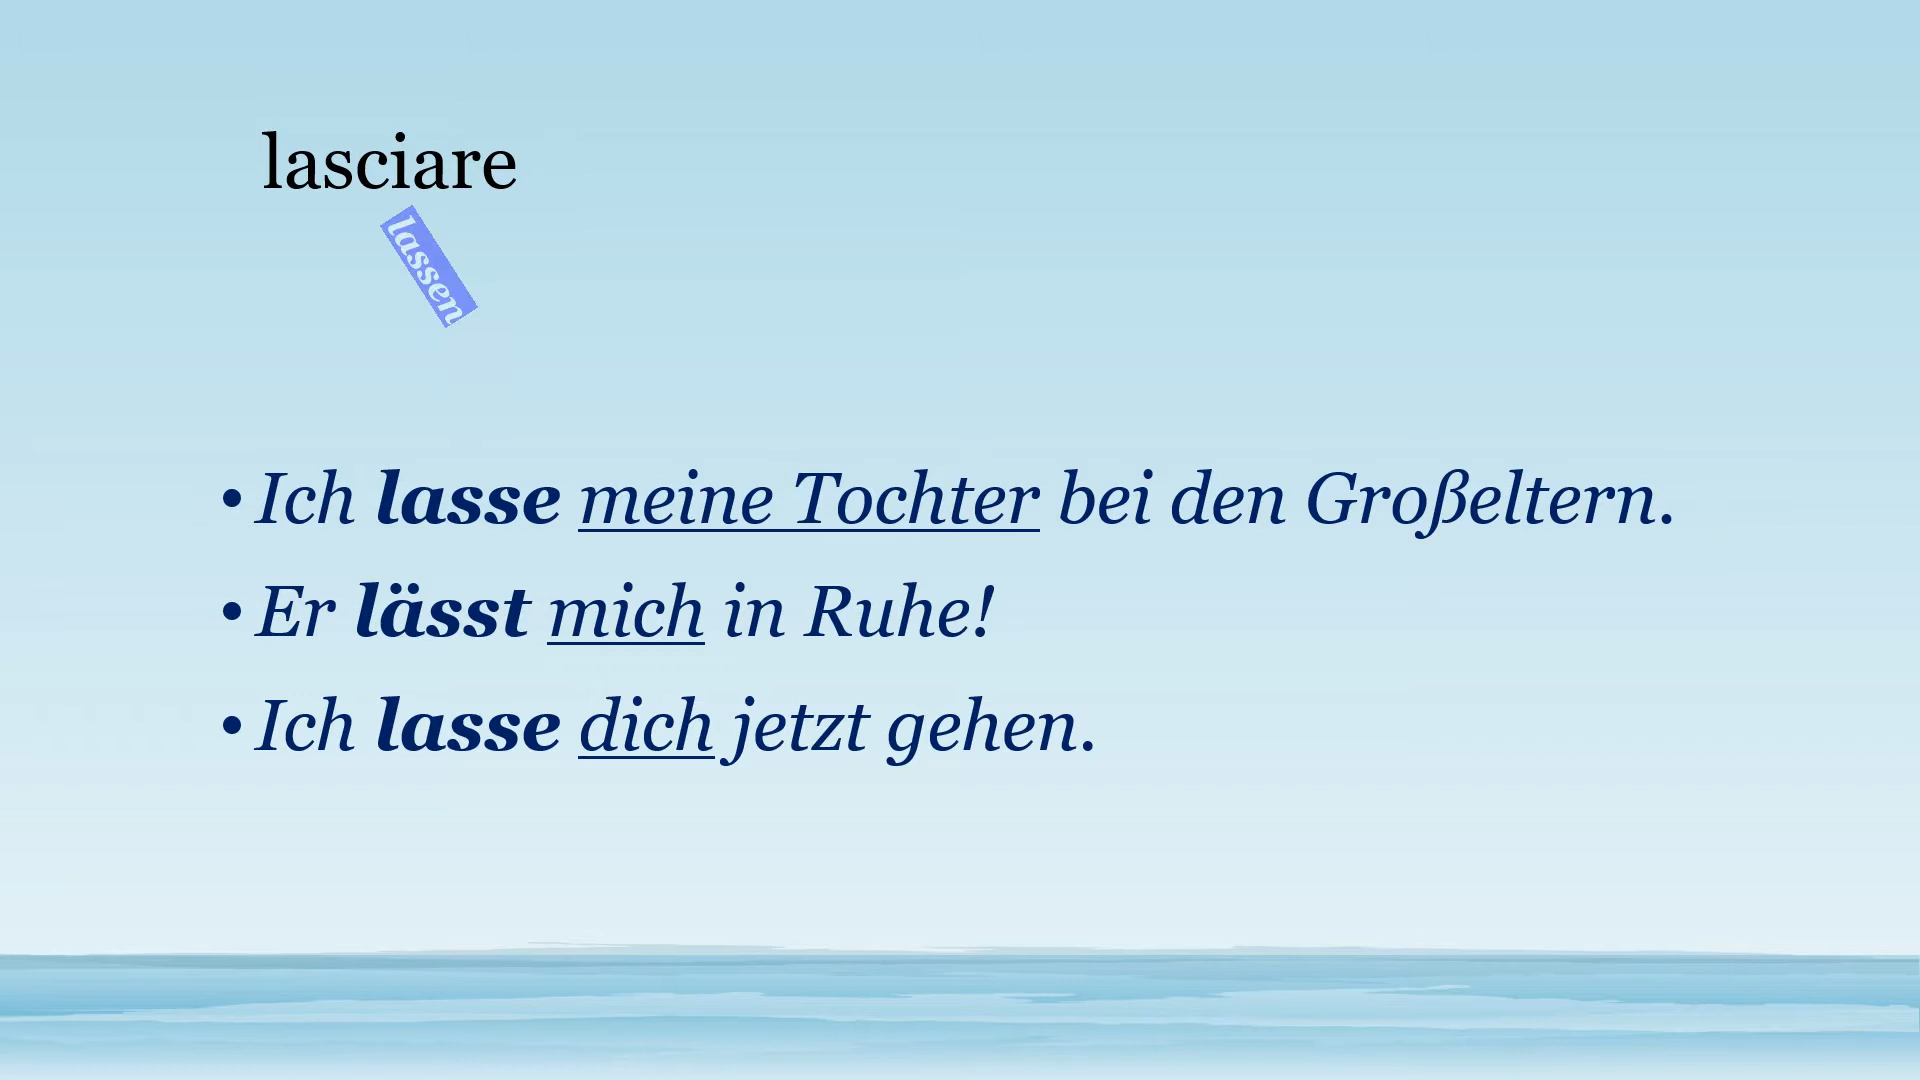 lasciare
lassen
• Ich lasse meine Tochter bei den Großeltern.
• Er lässt mich in Ruhe!
• Ich lasse dich jetzt gehen.